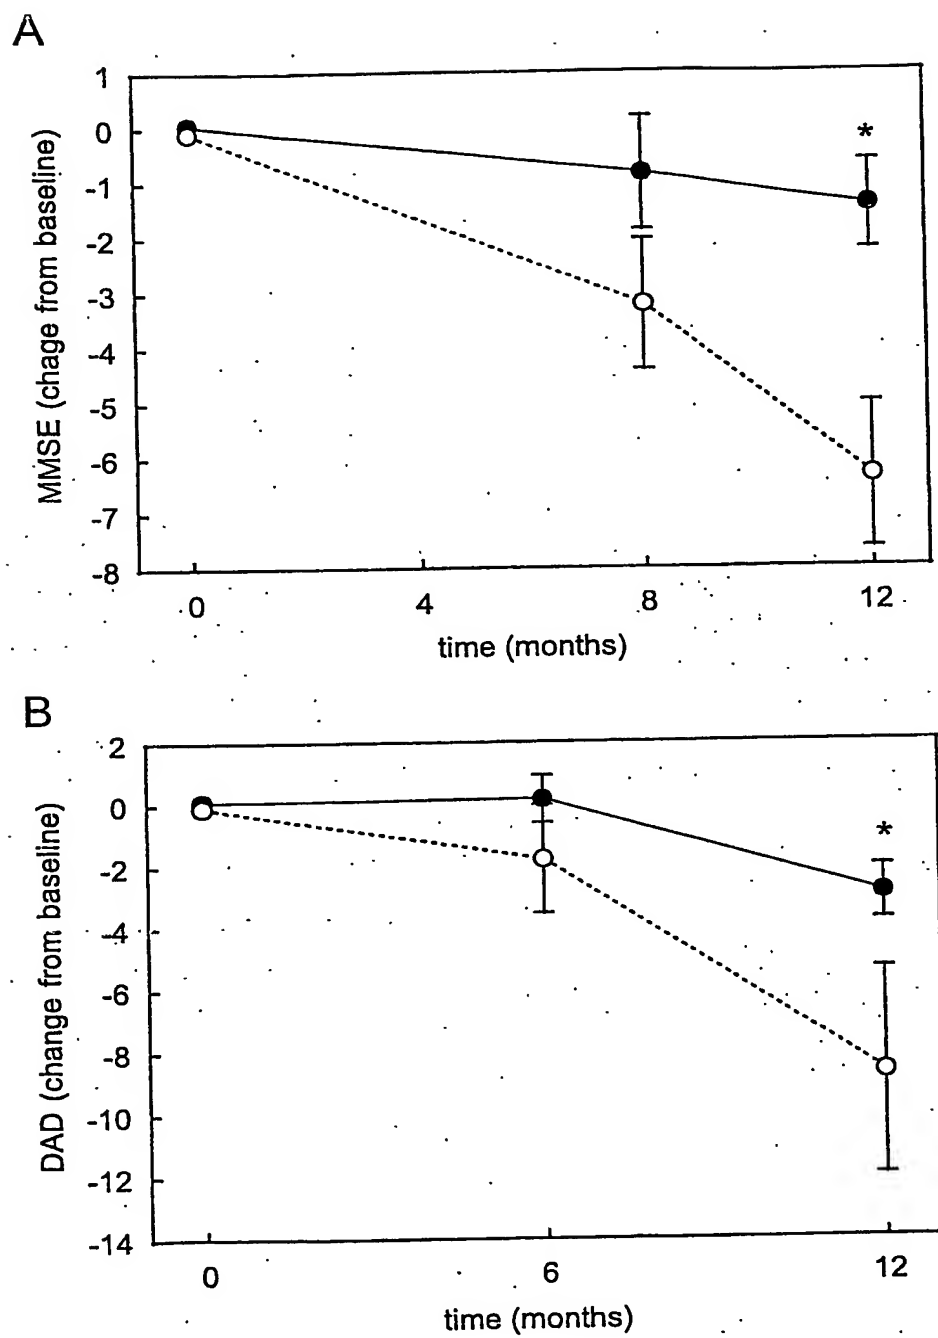 A
1
0
-1
-2
-3
-4
-5
-6
-7
-8
MMSE (chage from baseline)
*
0 4 8 12
time (months)
B
2
0
-2
-4
-6
-8
-10
-12
-14
DAD (change from baseline)
*
0 6 12
time (months)